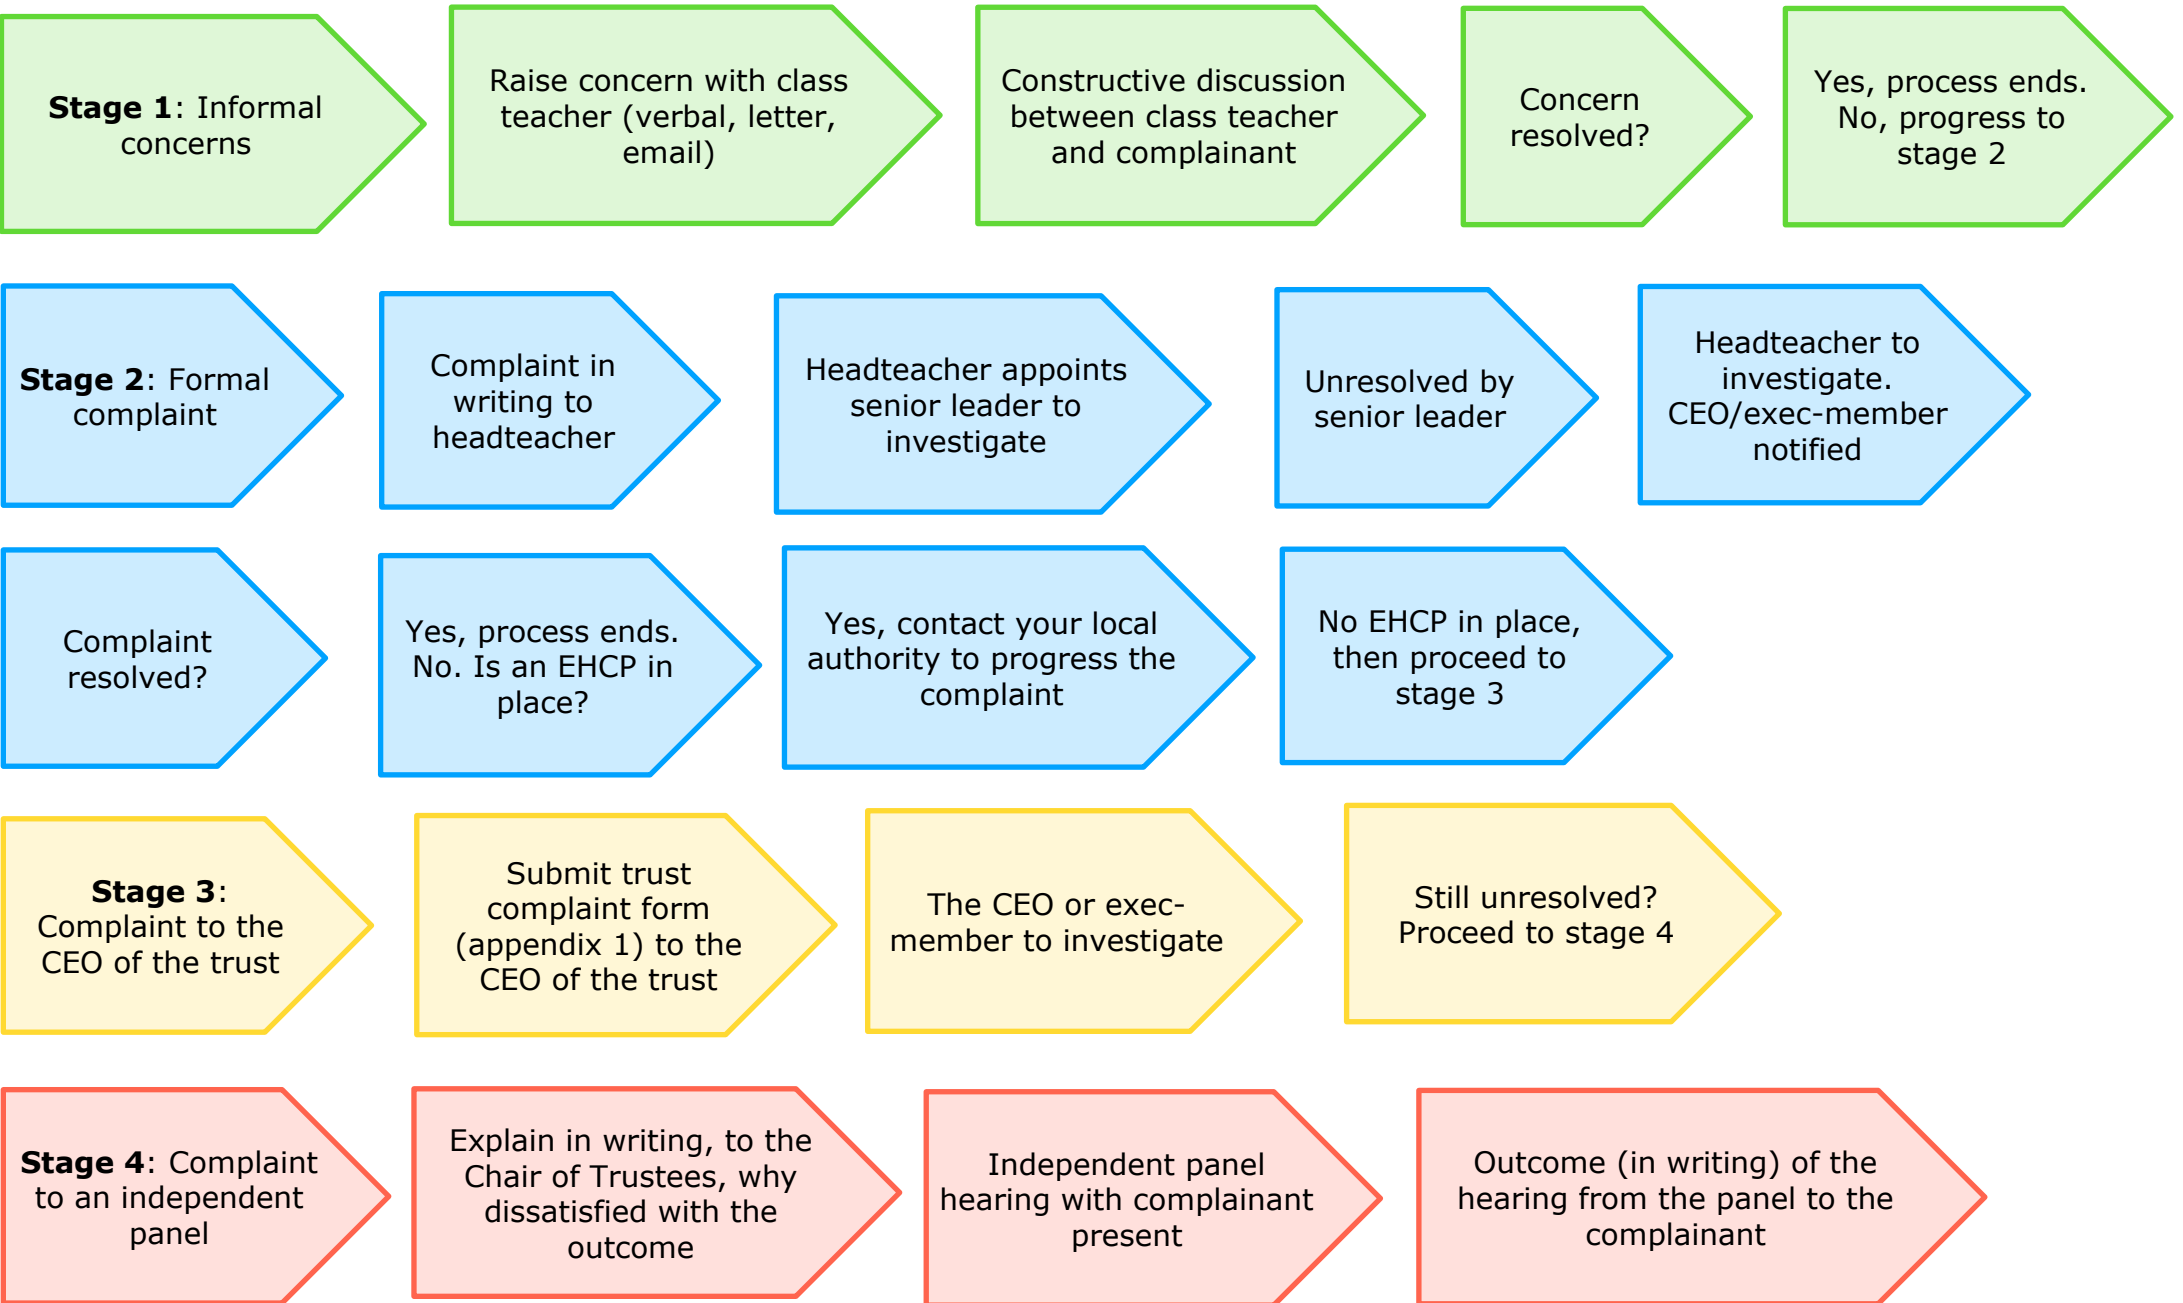 Stage 1: Informal
concerns
Raise concern with class
teacher (verbal, letter,
email)
Constructive discussion
between class teacher
and complainant
Concern
resolved?
Yes, process ends.
No, progress to
stage 2
Stage 2: Formal
complaint
Complaint in
writing to
headteacher
Headteacher appoints
senior leader to
investigate
Unresolved by
senior leader
Headteacher to
investigate.
CEO/exec-member
notified
Complaint
resolved?
Yes, process ends.
No. Is an EHCP in
place?
Yes, contact your local
authority to progress the
complaint
No EHCP in place,
then proceed to
stage 3
Stage 3:
Complaint to the
CEO of the trust
Submit trust
complaint form
(appendix 1) to the
CEO of the trust
The CEO or exec-
member to investigate
Still unresolved?
Proceed to stage 4
Stage 4: Complaint
to an independent
panel
Explain in writing, to the
Chair of Trustees, why
dissatisfied with the
outcome
Independent panel
hearing with complainant
present
Outcome (in writing) of the
hearing from the panel to the
complainant